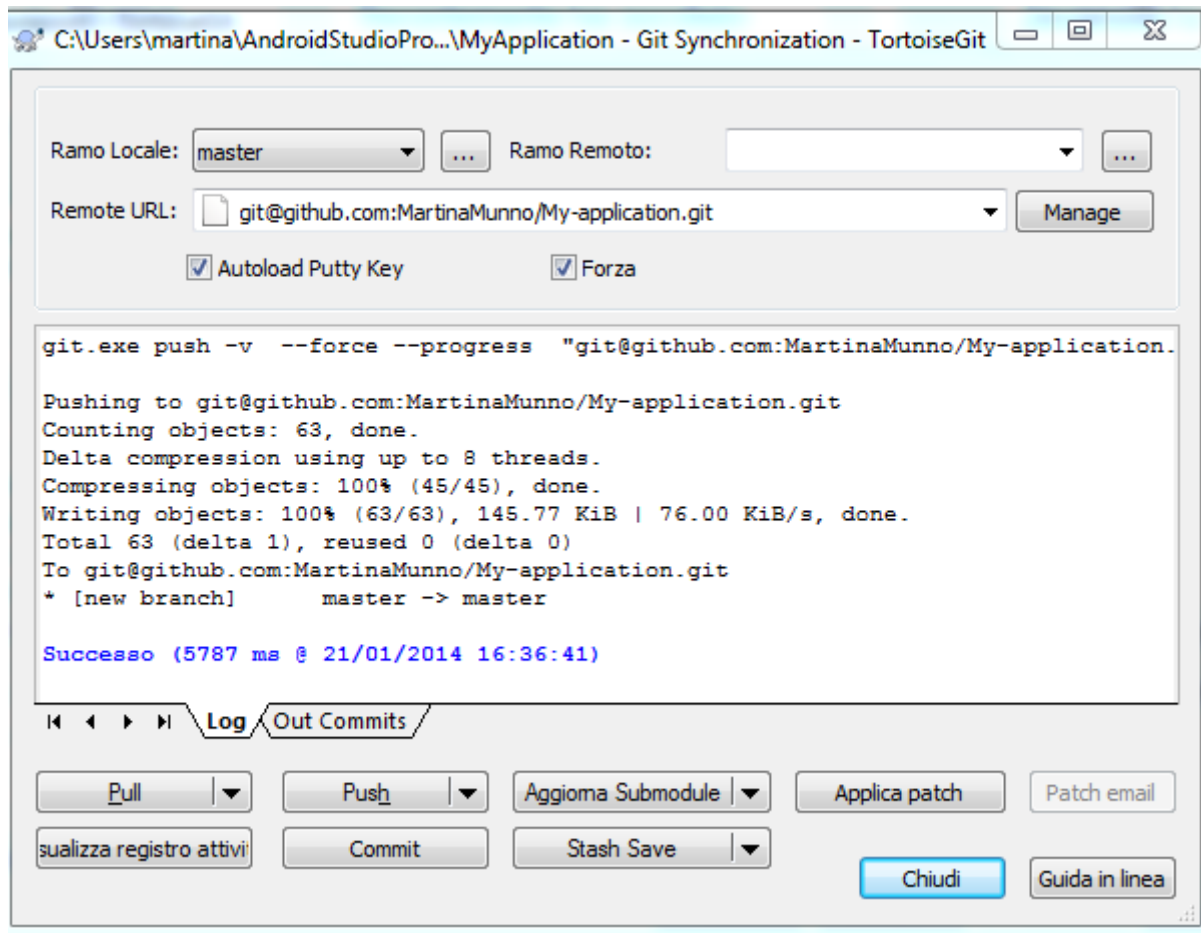 C:\Users\martina\AndroidStudioPro...\MyApplication - Git Synchronization - TortoiseGit
Ramo Locale: master ... Ramo Remoto: ...
Remote URL: git@github.com:MartinaMunno/My-application.git Manage
Autoload Putty Key Forza
git.exe push -v --force --progress "git@github.com:MartinaMunno/My-application.
Pushing to git@github.com:MartinaMunno/My-application.git
Counting objects: 63, done.
Delta compression using up to 8 threads.
Compressing objects: 100% (45/45), done.
Writing objects: 100% (63/63), 145.77 KiB | 76.00 KiB/s, done.
Total 63 (delta 1), reused 0 (delta 0)
To git@github.com:MartinaMunno/My-application.git
* [new branch] master -> master
Successo (5787 ms @ 21/01/2014 16:36:41)
Log Out Commits
Pull Push Aggiorna Submodule Applica patch Patch email
sualizza registro attivi Commit Stash Save
Chiudi Guida in linea